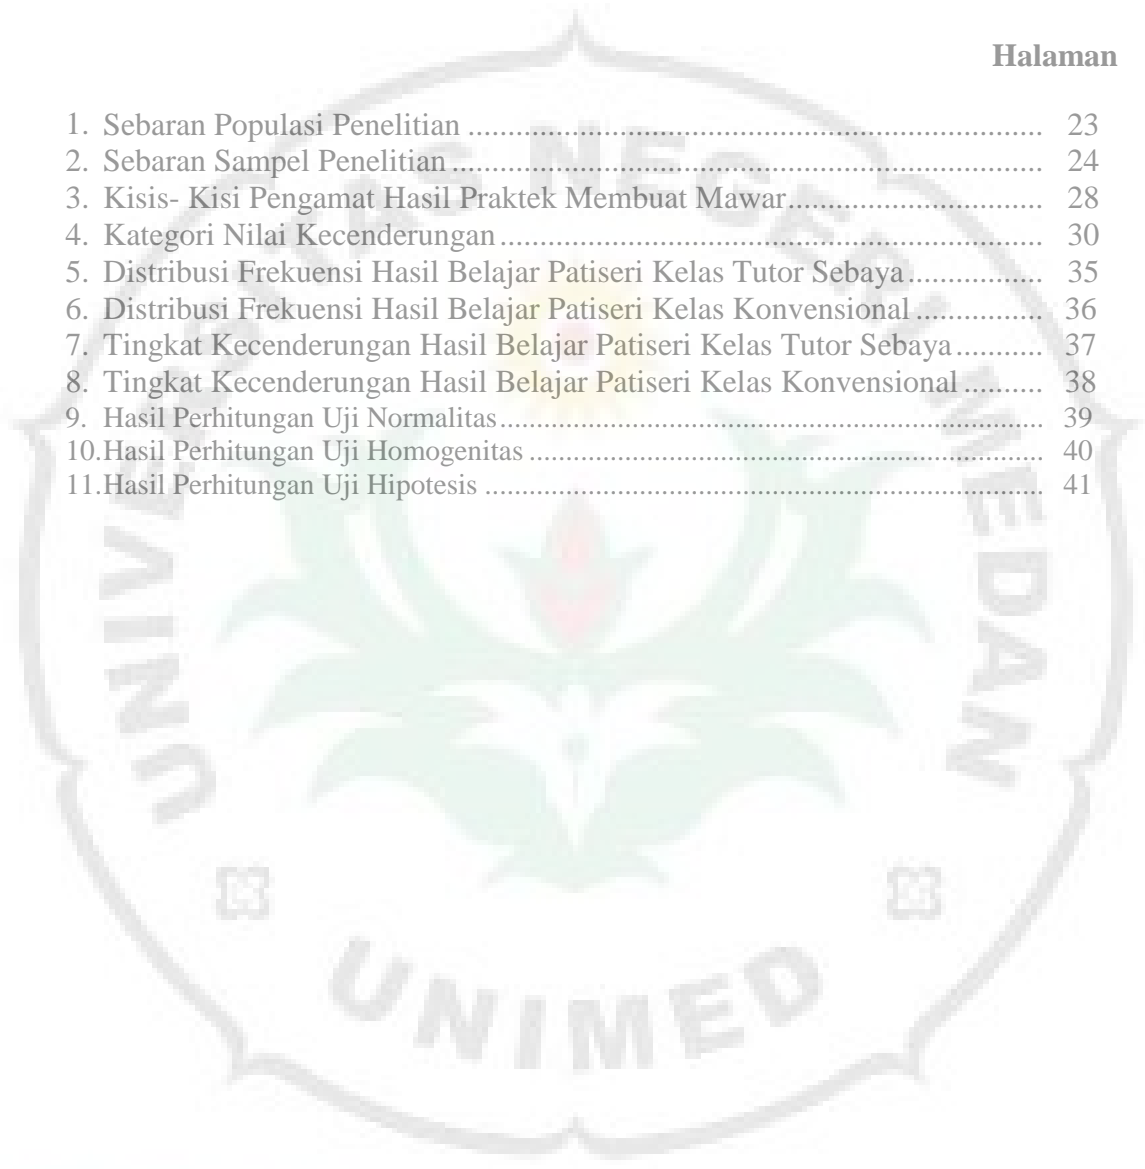 Halaman
1. Sebaran Populasi Penelitian ........................................................................ 23
2. Sebaran Sampel Penelitian ........................................................................ 24
3. Kisis- Kisi Pengamat Hasil Praktek Membuat Mawar................................ 28
4. Kategori Nilai Kecenderungan .................................................................... 30
5. Distribusi Frekuensi Hasil Belajar Patiseri Kelas Tutor Sebaya ................. 35
6. Distribusi Frekuensi Hasil Belajar Patiseri Kelas Konvensional ................ 36
7. Tingkat Kecenderungan Hasil Belajar Patiseri Kelas Tutor Sebaya ........... 37
8. Tingkat Kecenderungan Hasil Belajar Patiseri Kelas Konvensional .......... 38
9. Hasil Perhitungan Uji Normalitas ......................................................................... 39
10.Hasil Perhitungan Uji Homogenitas ..................................................................... 40
11.Hasil Perhitungan Uji Hipotesis ........................................................................... 41
UNIVERSITAS NEGERI MEDAN
UNIMED